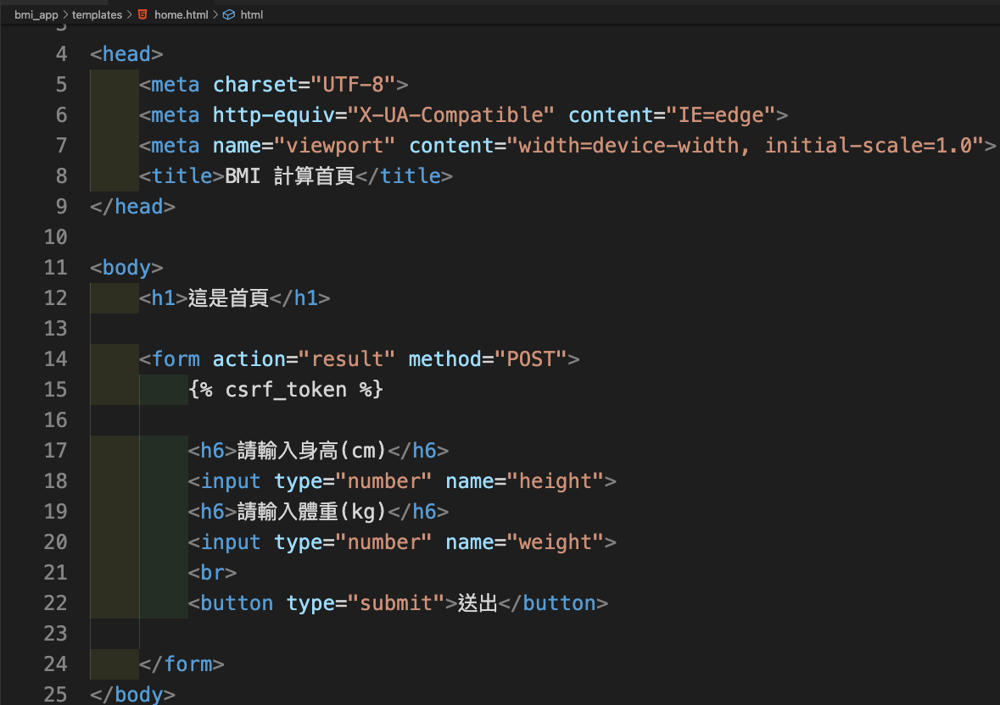 bmi_app > templates > home.html > html
3
4 <head>
5     <meta charset="UTF-8">
6     <meta http-equiv="X-UA-Compatible" content="IE=edge">
7     <meta name="viewport" content="width=device-width, initial-scale=1.0">
8     <title>BMI 計算首頁</title>
9 </head>
10
11 <body>
12     <h1>這是首頁</h1>
13
14     <form action="result" method="POST">
15         {% csrf_token %}
16
17         <h6>請輸入身高(cm)</h6>
18         <input type="number" name="height">
19         <h6>請輸入體重(kg)</h6>
20         <input type="number" name="weight">
21         <br>
22         <button type="submit">送出</button>
23
24     </form>
25 </body>